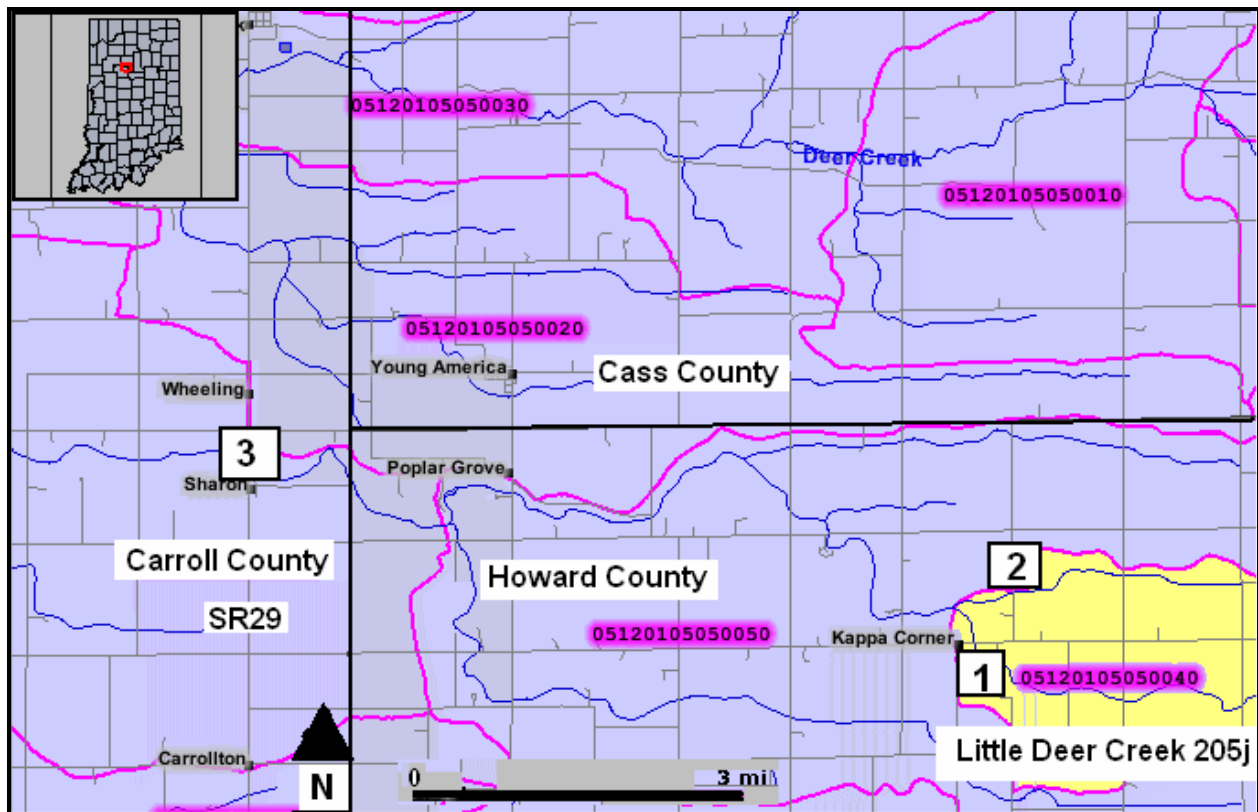 05120105050030
Deer Creek
05120105050010
05120105050020
Young America
Cass County
Wheeling
3
Poplar Grove
Sharon
Carroll County
Howard County
2
SR29
05120105050050
Kappa Corner
1
05120105050040
Little Deer Creek 205j
Carrollton
N
0 3 mi